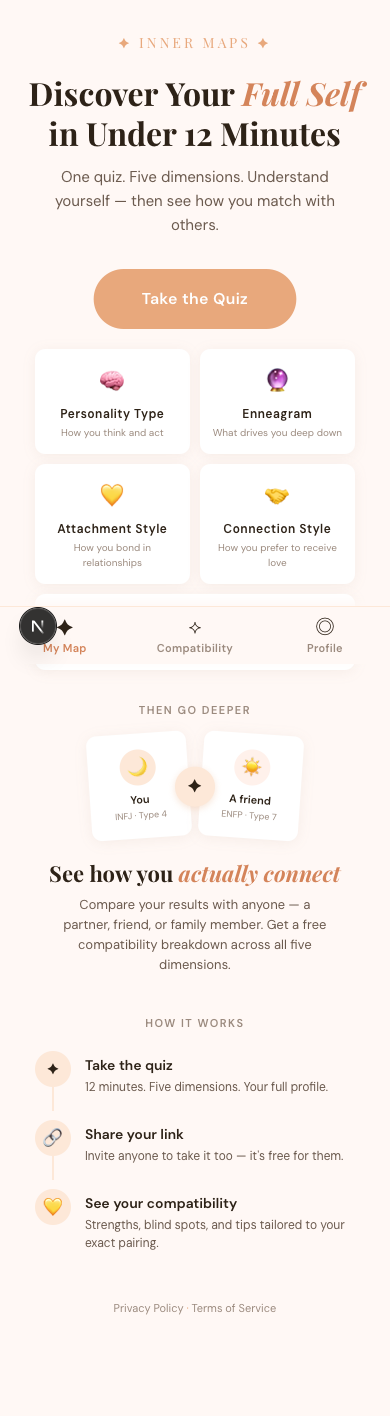 ✦ INNER MAPS ✦
Discover Your Full Self
in Under 12 Minutes
One quiz. Five dimensions. Understand
yourself — then see how you match with
others.
Take the Quiz
Personality Type
How you think and act
Enneagram
What drives you deep down
Attachment Style
How you bond in
relationships
Connection Style
How you prefer to receive
love
N
My Map
Compatibility
Profile
THEN GO DEEPER
You
INFJ · Type 4
A friend
ENFP · Type 7
See how you actually connect
Compare your results with anyone — a
partner, friend, or family member. Get a free
compatibility breakdown across all five
dimensions.
HOW IT WORKS
Take the quiz
12 minutes. Five dimensions. Your full profile.
Share your link
Invite anyone to take it too — it's free for them.
See your compatibility
Strengths, blind spots, and tips tailored to your
exact pairing.
Privacy Policy · Terms of Service